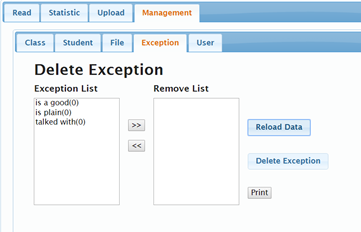 Read Statistic Upload Management
Class Student File Exception User
Delete Exception
Exception List Remove List
is a good(0)
is plain(0)
talked with(0)
>>
<<
Reload Data
Delete Exception
Print